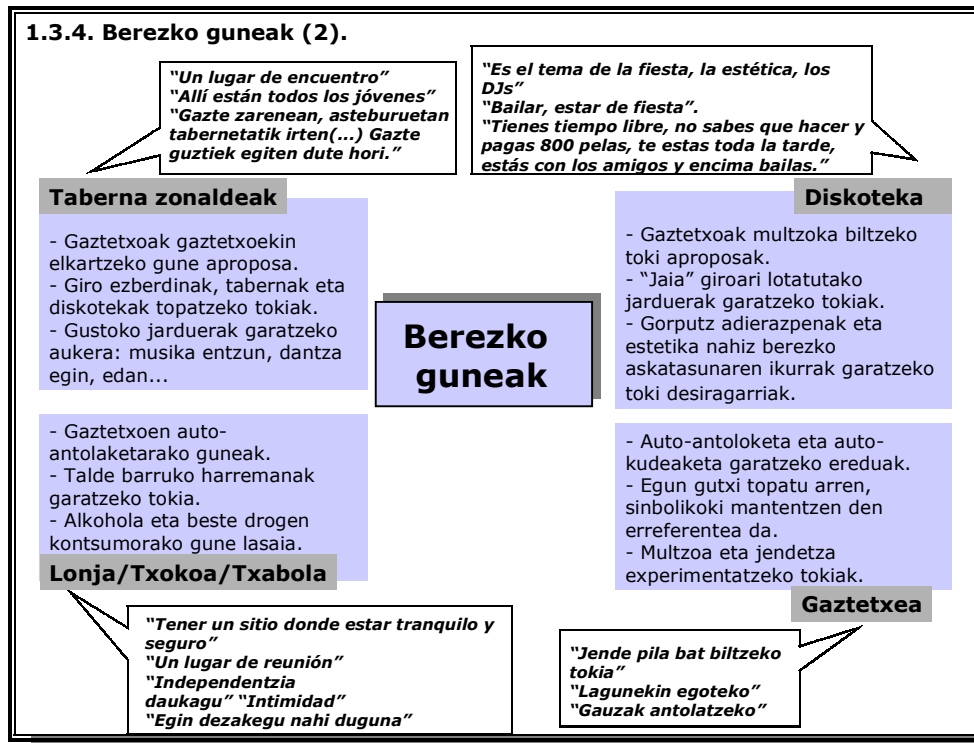 1.3.4. Berezko guneak (2).
“Un lugar de encuentro”
“Allí están todos los jóvenes”
“Gazte zarenean, asteburuetan
tabernetatik irten(...) Gazte
guztiek egiten dute hori.”
“Es el tema de la fiesta, la estética, los
DJs”
“Bailar, estar de fiesta”.
“Tienes tiempo libre, no sabes que hacer y
pagas 800 pelas, te estas toda la tarde,
estás con los amigos y encima bailas.”
Taberna zonaldeak
- Gaztetxoak gaztetxoekin
elkartzeko gune aproposa.
- Giro ezberdinak, tabernak eta
diskotekak topatzeko tokiak.
- Gustoko jarduerak garatzeko
aukera: musika entzun, dantza
egin, edan...
Diskoteka
- Gaztetxoak multzoka biltzeko
toki aproposak.
- “Jaia” giroari lotatutako
jarduerak garatzeko tokiak.
- Gorputz adierazpenak eta
estetika nahiz berezko
askatasunaren ikurrak garatzeko
toki desiragarriak.
Berezko
guneak
- Gaztetxoen auto-
antolaketarako guneak.
- Talde barruko harremanak
garatzeko tokia.
- Alkohola eta beste drogen
kontsumorako gune lasaia.
Lonja/Txokoa/Txabola
- Auto-antoloketa eta auto-
kudeaketa garatzeko ereduak.
- Egun gutxi topatu arren,
sinbolikoki mantentzen den
erreferentea da.
- Multzoa eta jendetza
experimentatzeko tokiak.
Gaztetxea
“Tener un sitio donde estar tranquilo y
seguro”
“Un lugar de reunión”
“Independentzia
daukagu” “Intimidad”
“Egin dezakegu nahi duguna”
“Jende pila bat biltzeko
tokia”
“Lagunekin egoteko”
“Gauzak antolatzeko”